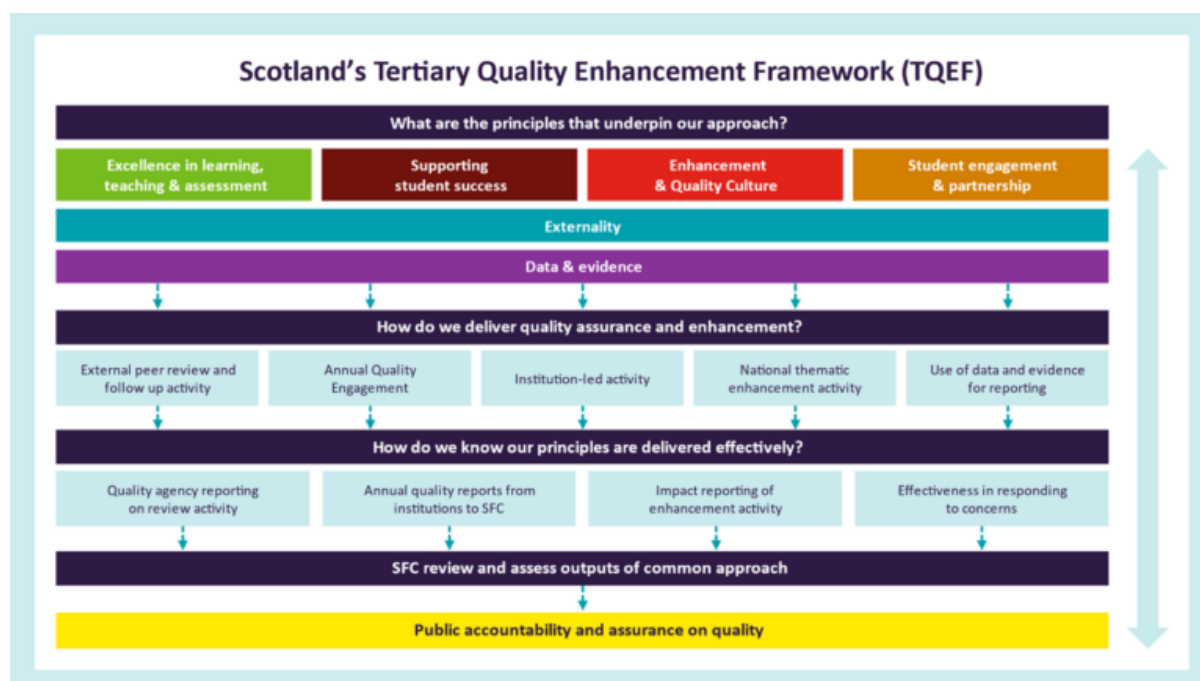 Scotland's Tertiary Quality Enhancement Framework (TQEF)
What are the principles that underpin our approach?
Excellence in learning,
teaching & assessment
Supporting
student success
Enhancement
& Quality Culture
Student engagement
& partnership
Externality
Data & evidence
How do we deliver quality assurance and enhancement?
External peer review and
follow up activity
Annual Quality
Engagement
Institution-led activity
National thematic
enhancement activity
Use of data and evidence
for reporting
How do we know our principles are delivered effectively?
Quality agency reporting
on review activity
Annual quality reports from
institutions to SFC
Impact reporting of
enhancement activity
Effectiveness in responding
to concerns
SFC review and assess outputs of common approach
Public accountability and assurance on quality